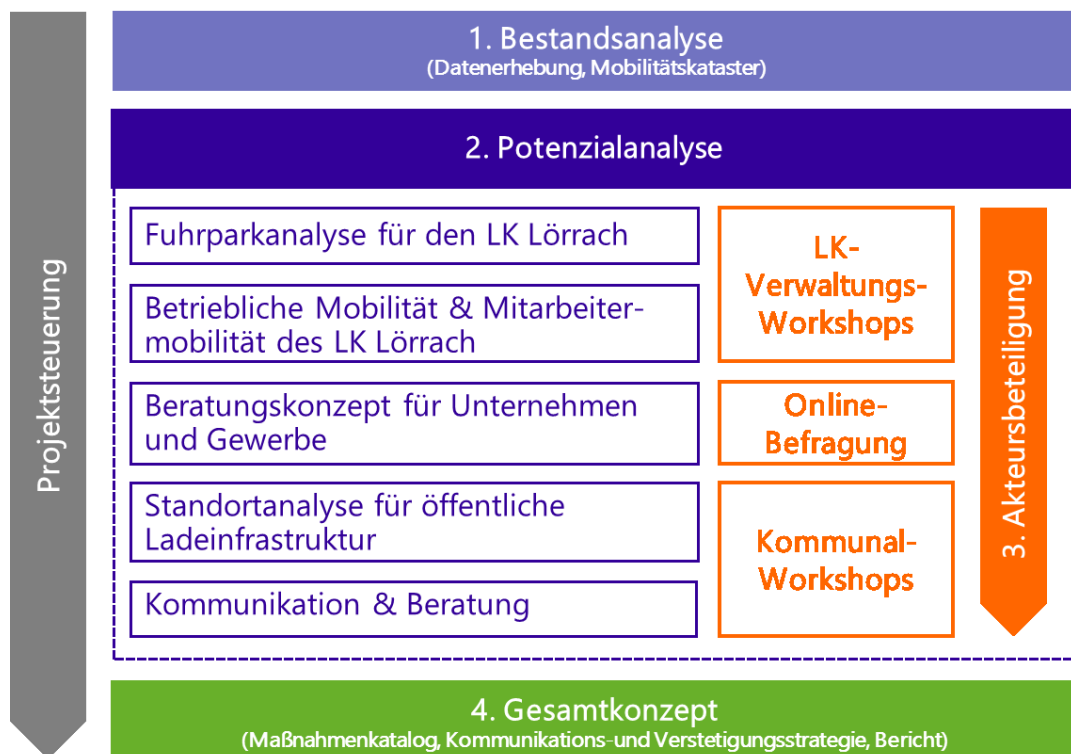 Projektsteuerung
1. Bestandsanalyse
(Datenerhebung, Mobilitätskataster)
2. Potenzialanalyse
Fuhrparkanalyse für den LK Lörrach
Betriebliche Mobilität & Mitarbeiter-
mobilität des LK Lörrach
Beratungskonzept für Unternehmen
und Gewerbe
Standortanalyse für öffentliche
Ladeinfrastruktur
Kommunikation & Beratung
LK-
Verwaltungs-
Workshops
Online-
Befragung
Kommunal-
Workshops
3. Akteursbeteiligung
4. Gesamtkonzept
(Maßnahmenkatalog, Kommunikations-und Verstetigungsstrategie, Bericht)